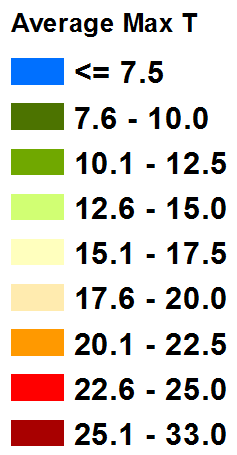 Average Max T
<= 7.5
7.6 - 10.0
10.1 - 12.5
12.6 - 15.0
15.1 - 17.5
17.6 - 20.0
20.1 - 22.5
22.6 - 25.0
25.1 - 33.0